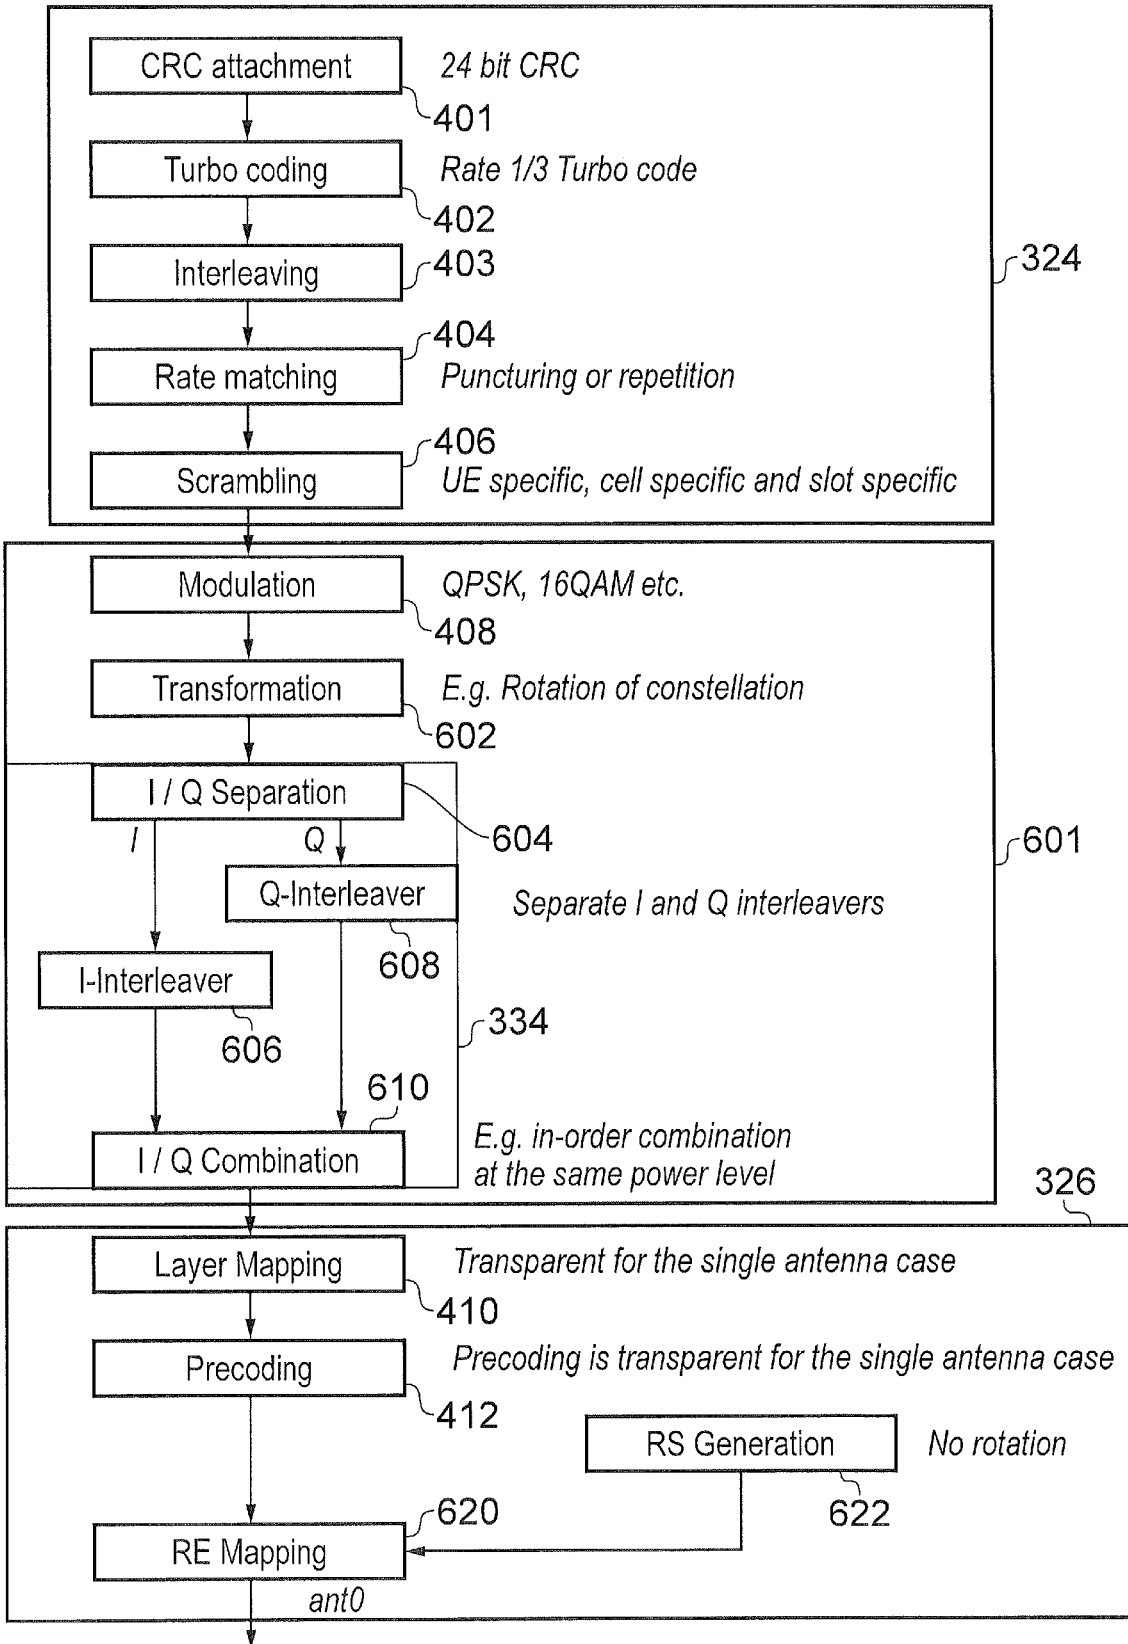 CRC attachment
24 bit CRC
401
Turbo coding
Rate 1/3 Turbo code
402
Interleaving
403
324
404
Rate matching
Puncturing or repetition
406
Scrambling
UE specific, cell specific and slot specific
Modulation
QPSK, 16QAM etc.
408
Transformation
E.g. Rotation of constellation
602
I / Q Separation
604
I
Q
601
Q-Interleaver
Separate I and Q interleavers
608
I-Interleaver
606
334
610
I / Q Combination
E.g. in-order combination
at the same power level
326
Layer Mapping
Transparent for the single antenna case
410
Precoding
Precoding is transparent for the single antenna case
412
RS Generation
No rotation
622
620
RE Mapping
ant0